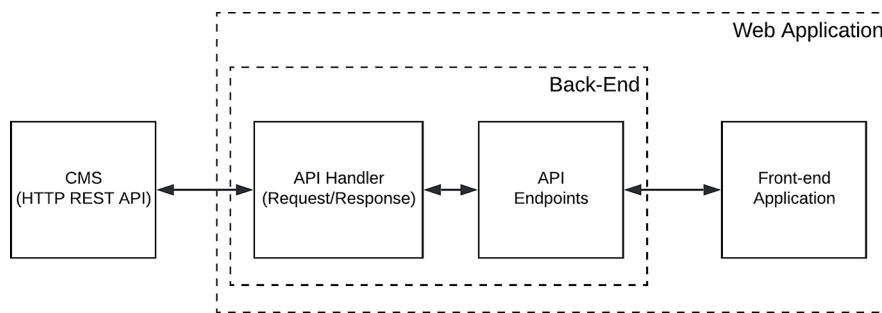 Web Application
Back-End
CMS
(HTTP REST API)
API Handler
(Request/Response)
API
Endpoints
Front-end
Application